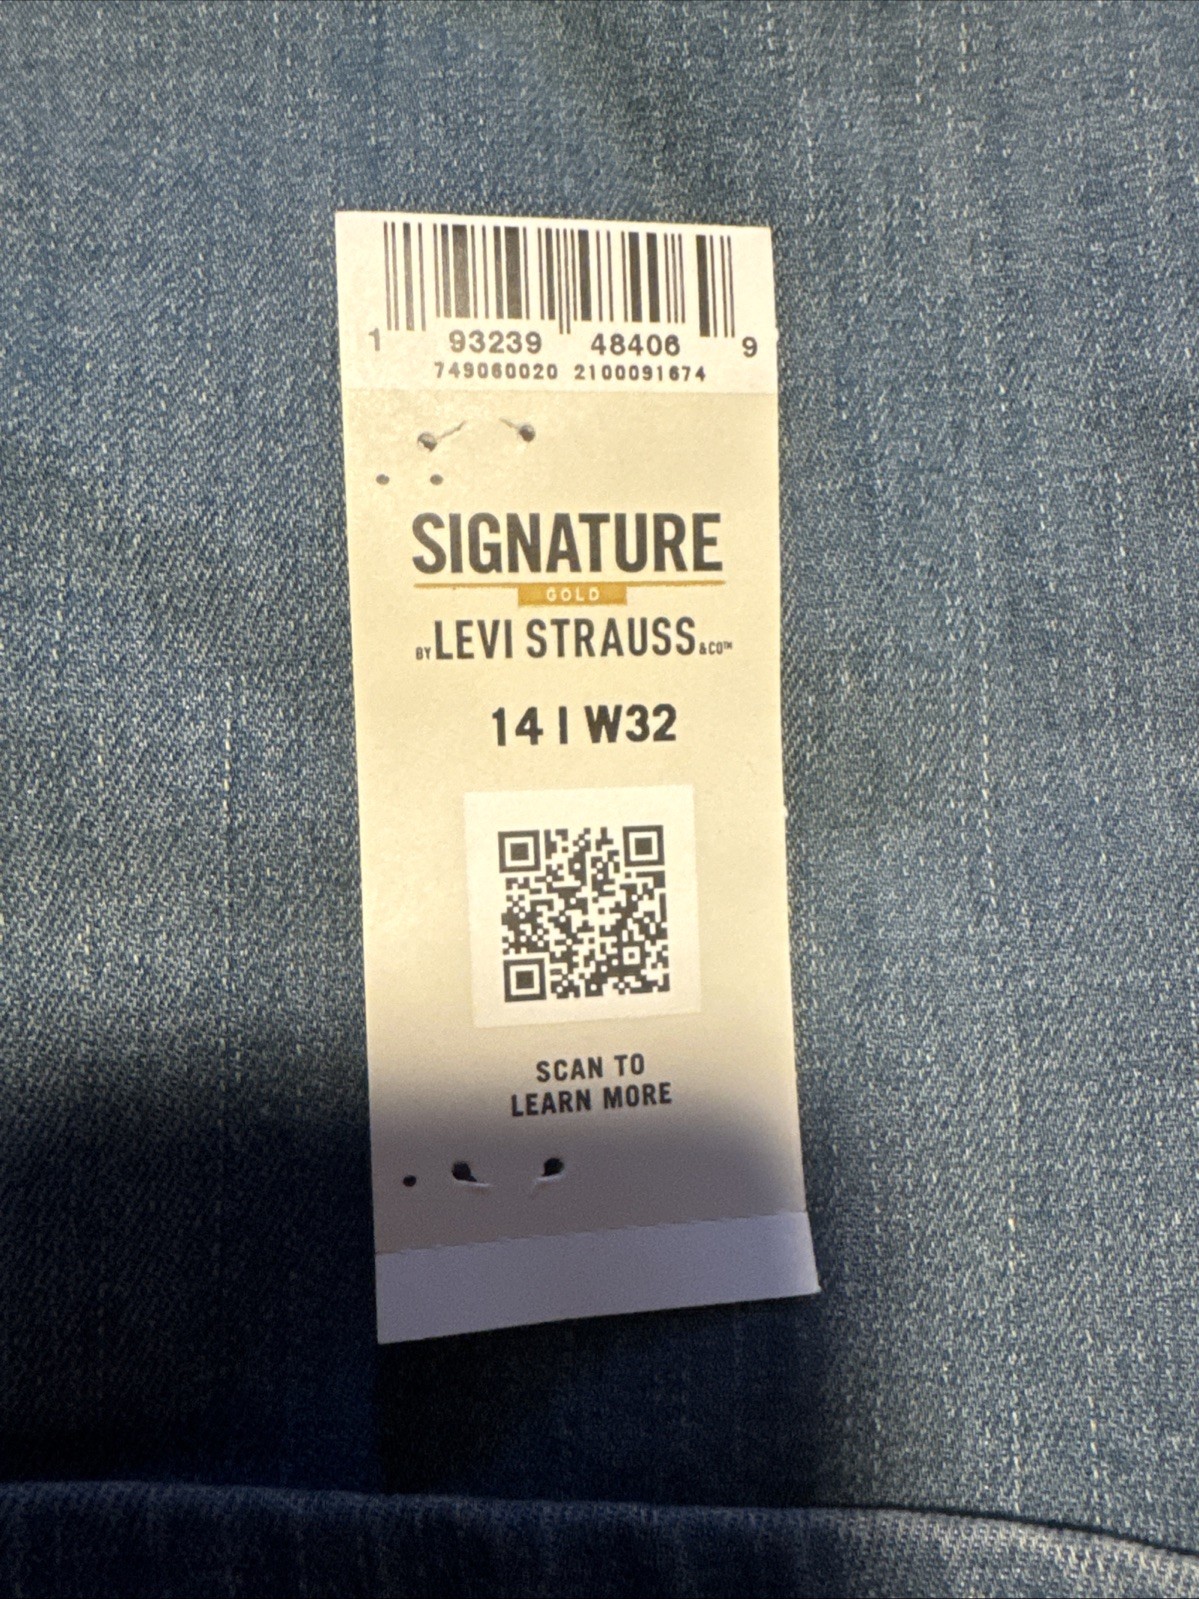 1 93239 48406 9
749060020 2100091674
SIGNATURE
GOLD
BY LEVI STRAUSS & CO™
14 | W32
SCAN TO
LEARN MORE